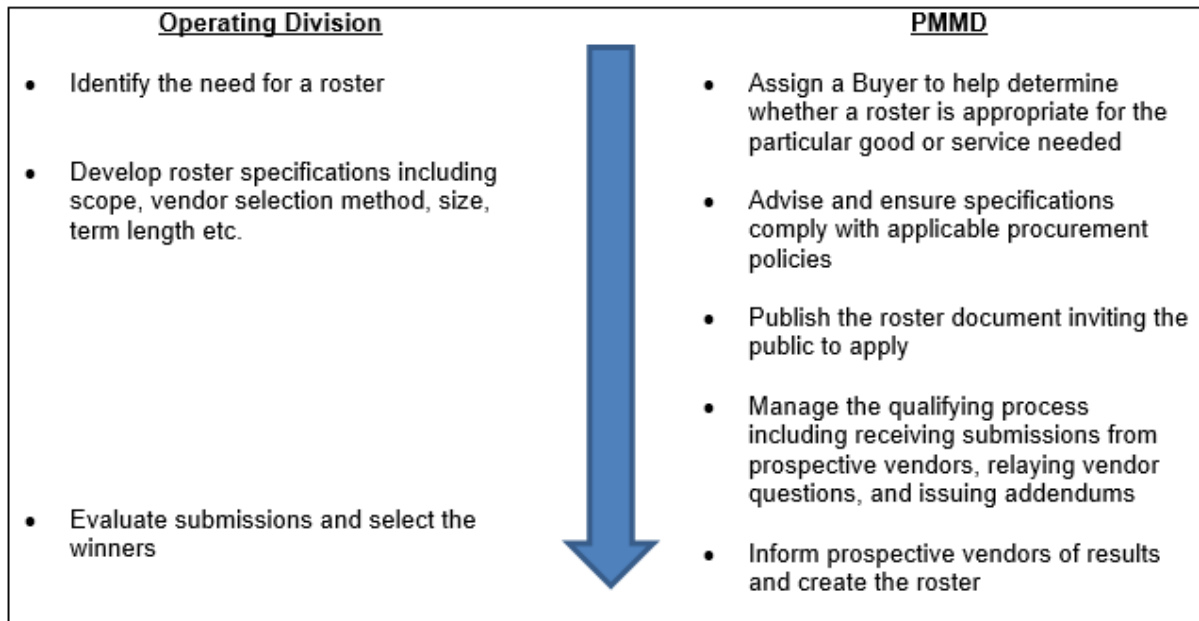 Operating Division
• Identify the need for a roster
• Develop roster specifications including
scope, vendor selection method, size,
term length etc.
• Evaluate submissions and select the
winners
PMMD
• Assign a Buyer to help determine
whether a roster is appropriate for the
particular good or service needed
• Advise and ensure specifications
comply with applicable procurement
policies
• Publish the roster document inviting the
public to apply
• Manage the qualifying process
including receiving submissions from
prospective vendors, relaying vendor
questions, and issuing addendums
• Inform prospective vendors of results
and create the roster